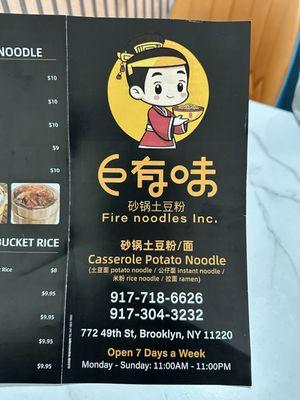 NOODLE
$10
$10
$10
$9
$10
BUCKET RICE
Rice
$8
$9.95
$9.95
$9.95
$9.95
有味
砂锅土豆粉
Fire noodles Inc.
砂锅土豆粉/面
Casserole Potato Noodle
(土豆面 potato noodle / 公仔面 instant noodle /
米粉 rice noodle / 拉面 ramen)
917-718-6626
917-304-3232
772 49th St, Brooklyn, NY 11220
Open 7 Days a Week
Monday - Sunday: 11:00AM - 11:00PM